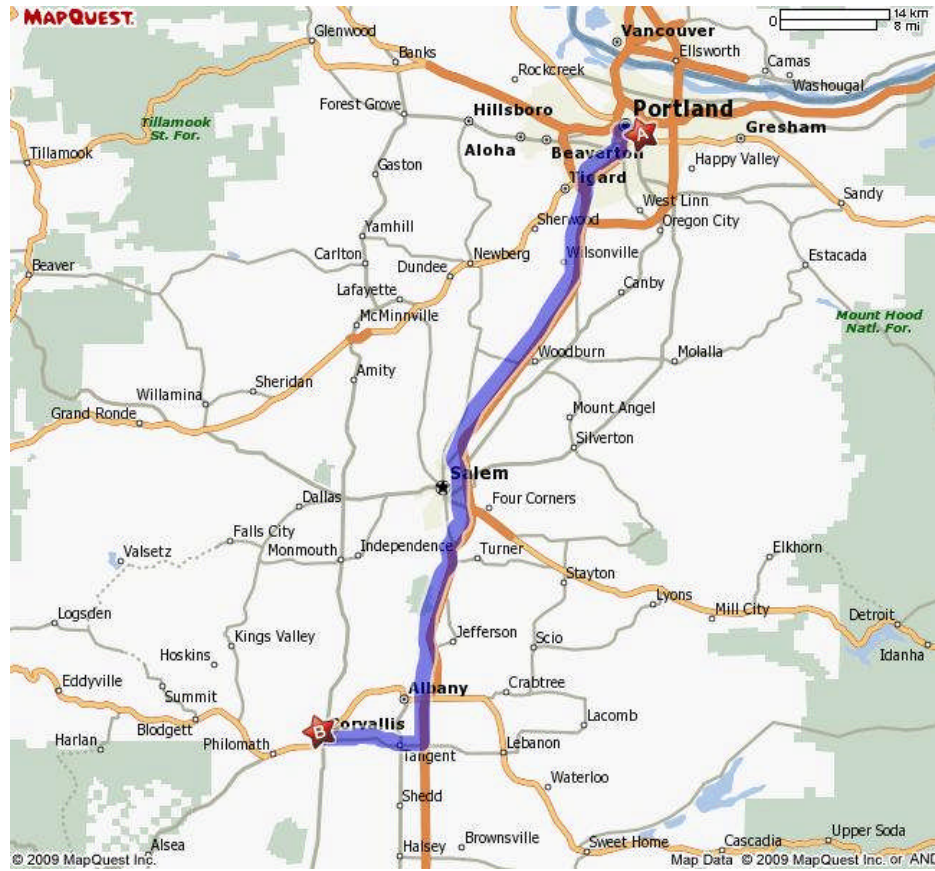 MAPQUEST.
14 km
0
8 mi
Vancouver
Glenwood
Banks
Ellsworth
Camas
Rockcreek
Washougal
Forest Grove
Hillsboro
Portland
A
Tillamook
St. For.
Gresham
Aloha
Beaverton
Tillamook
Happy Valley
Gaston
Tigard
Sandy
West Linn
Sherwood
Oregon City
Yamhill
Carlton
Newberg
Wilsonville
Estacada
Beaver
Dundee
Canby
Lafayette
McMinnville
Mount Hood
Natl. For.
Woodburn
Molalla
Amity
Sheridan
Willamina
Grand Ronde
Mount Angel
Silverton
Salem
Dallas
Four Corners
Falls City
Valsetz
Monmouth
Independence
Turner
Elkhorn
Stayton
Logsden
Lyons
Mill City
Detroit
Kings Valley
Jefferson
Scio
Idanha
Hoskins
Eddyville
Summit
Albany
Crabtree
Blodgett
B
Corvallis
Lacomb
Harlan
Philomath
Tangent
Lebanon
Waterloo
Shedd
Alsea
Brownsville
Upper Soda
Halsey
Sweet Home
Cascadia
© 2009 MapQuest Inc.
Map Data © 2009 MapQuest Inc. or AND